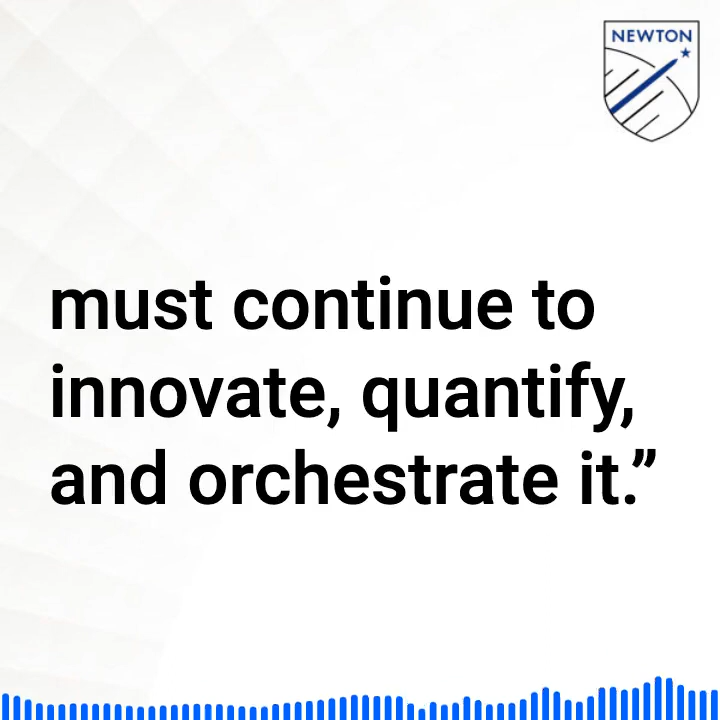 NEWTON
must continue to
innovate, quantify,
and orchestrate it.”